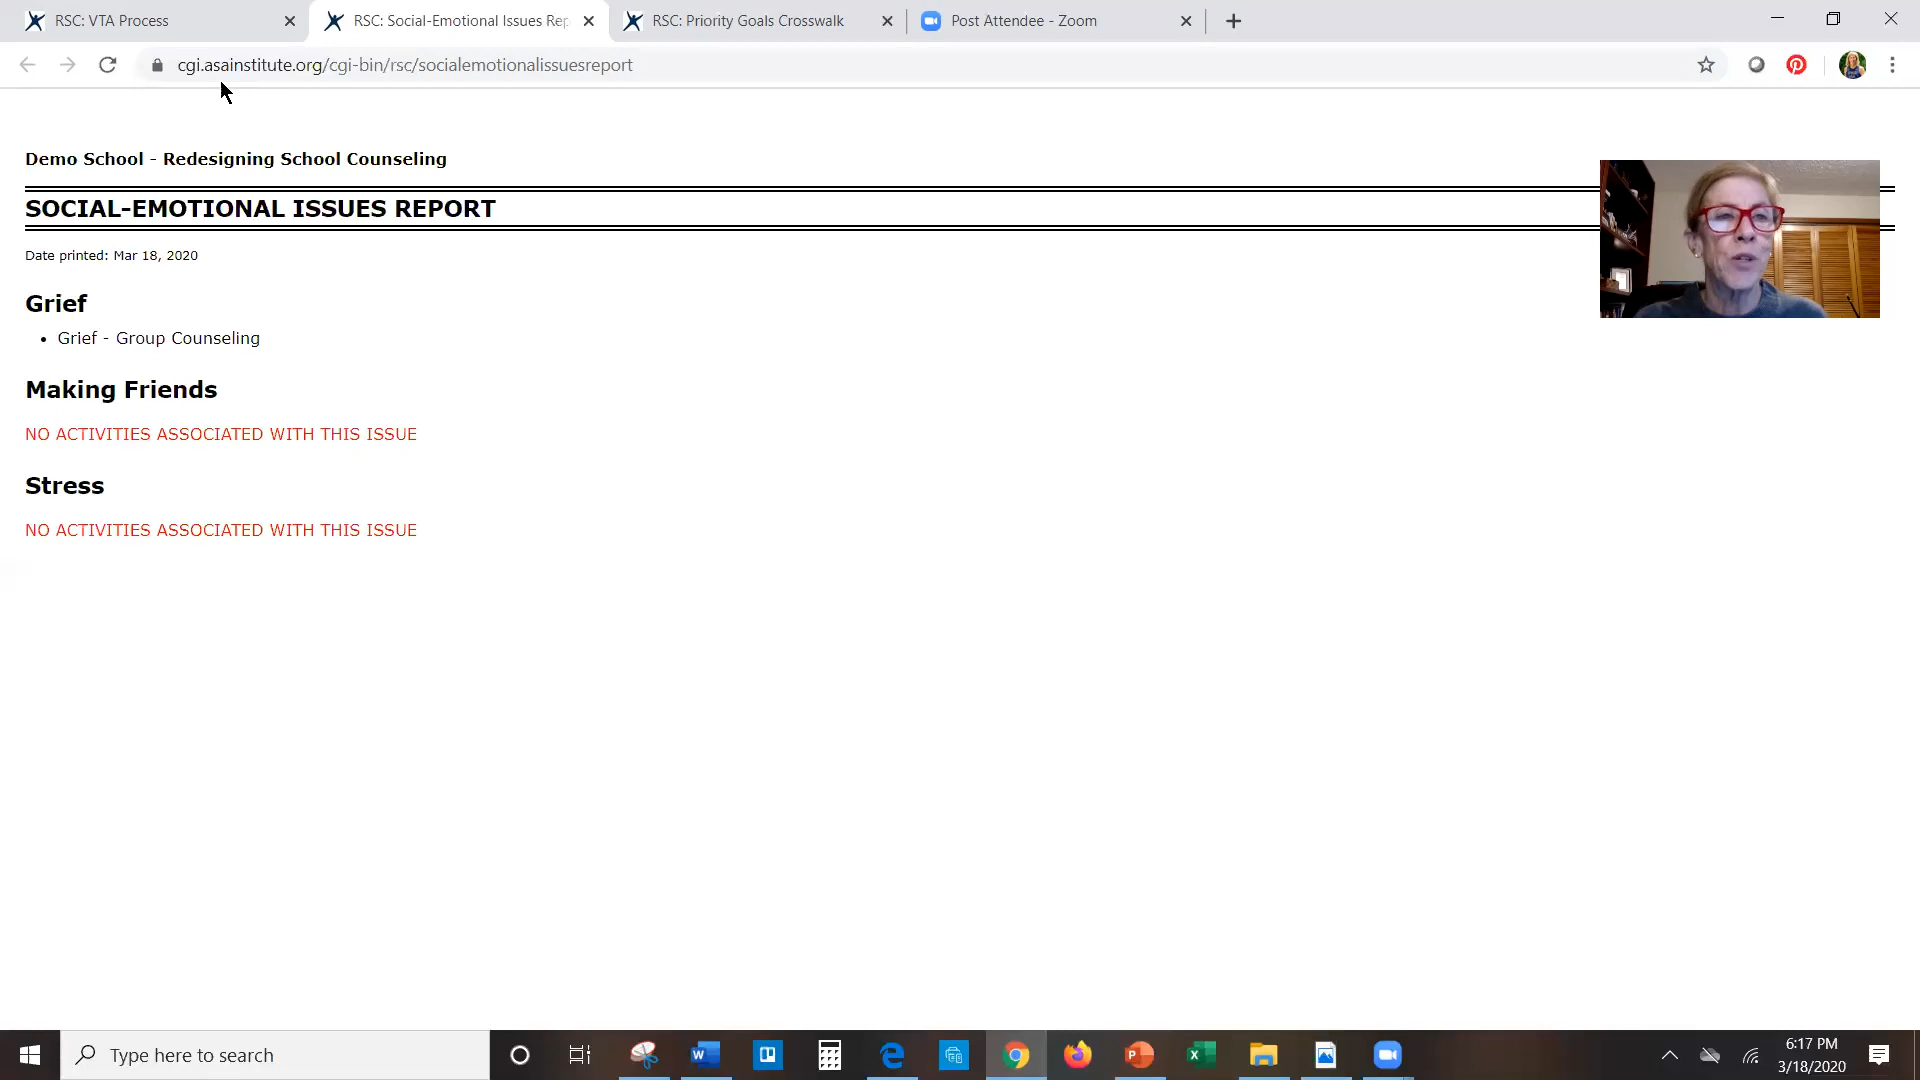 RSC: VTA Process
RSC: Social-Emotional Issues Rep
RSC: Priority Goals Crosswalk
Post Attendee - Zoom
cgi.asainstitute.org/cgi-bin/rsc/socialemotionalissuesreport
Demo School - Redesigning School Counseling
SOCIAL-EMOTIONAL ISSUES REPORT
Date printed: Mar 18, 2020
Grief
• Grief - Group Counseling
Making Friends
NO ACTIVITIES ASSOCIATED WITH THIS ISSUE
Stress
NO ACTIVITIES ASSOCIATED WITH THIS ISSUE
Type here to search
6:17 PM
3/18/2020